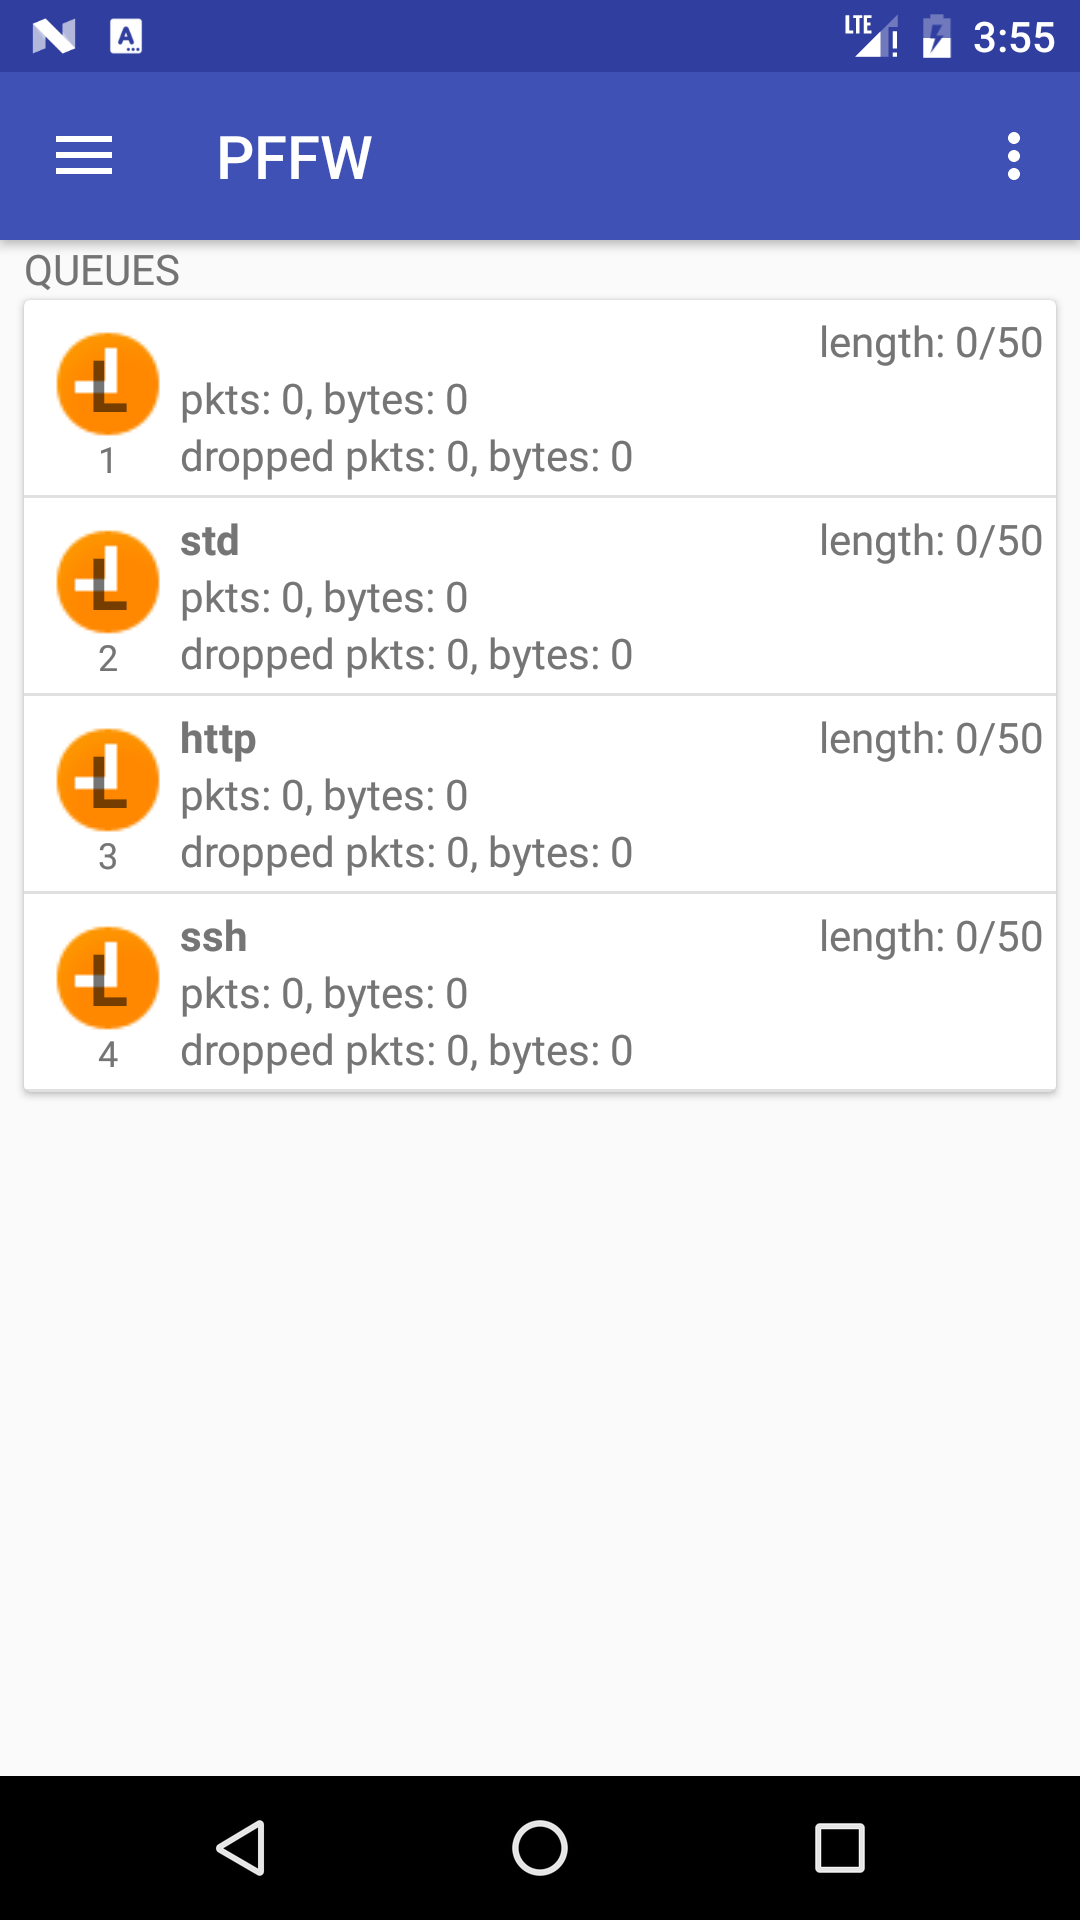 LTE 3:55
PFFW
QUEUES
length: 0/50
pkts: 0, bytes: 0
1 dropped pkts: 0, bytes: 0
std length: 0/50
pkts: 0, bytes: 0
2 dropped pkts: 0, bytes: 0
http length: 0/50
pkts: 0, bytes: 0
3 dropped pkts: 0, bytes: 0
ssh length: 0/50
pkts: 0, bytes: 0
4 dropped pkts: 0, bytes: 0